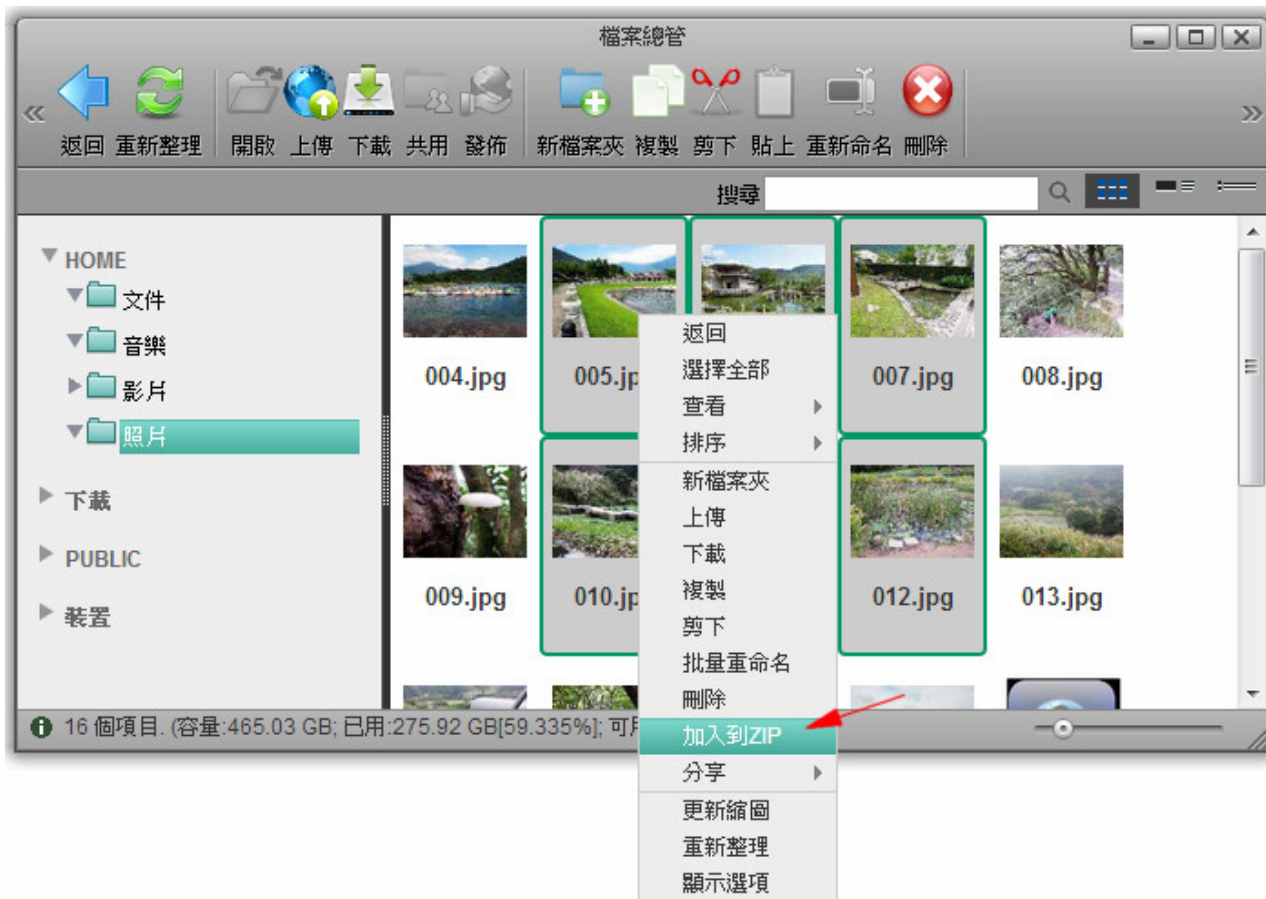 檔案總管
返回 重新整理 開啟 上傳 下載 共用 發佈 新檔案夾 複製 剪下 貼上 重新命名 刪除
搜尋
HOME
文件
音樂
影片
照片
下載
PUBLIC
裝置
004.jpg 005.jp 007.jpg 008.jpg
009.jpg 010.jp 012.jpg 013.jpg
返回
選擇全部
查看
排序
新檔案夾
上傳
下載
複製
剪下
批量重命名
刪除
加入到ZIP
分享
更新縮圖
重新整理
顯示選項
16 個項目. (容量:465.03 GB; 已用:275.92 GB[59.335%]; 可